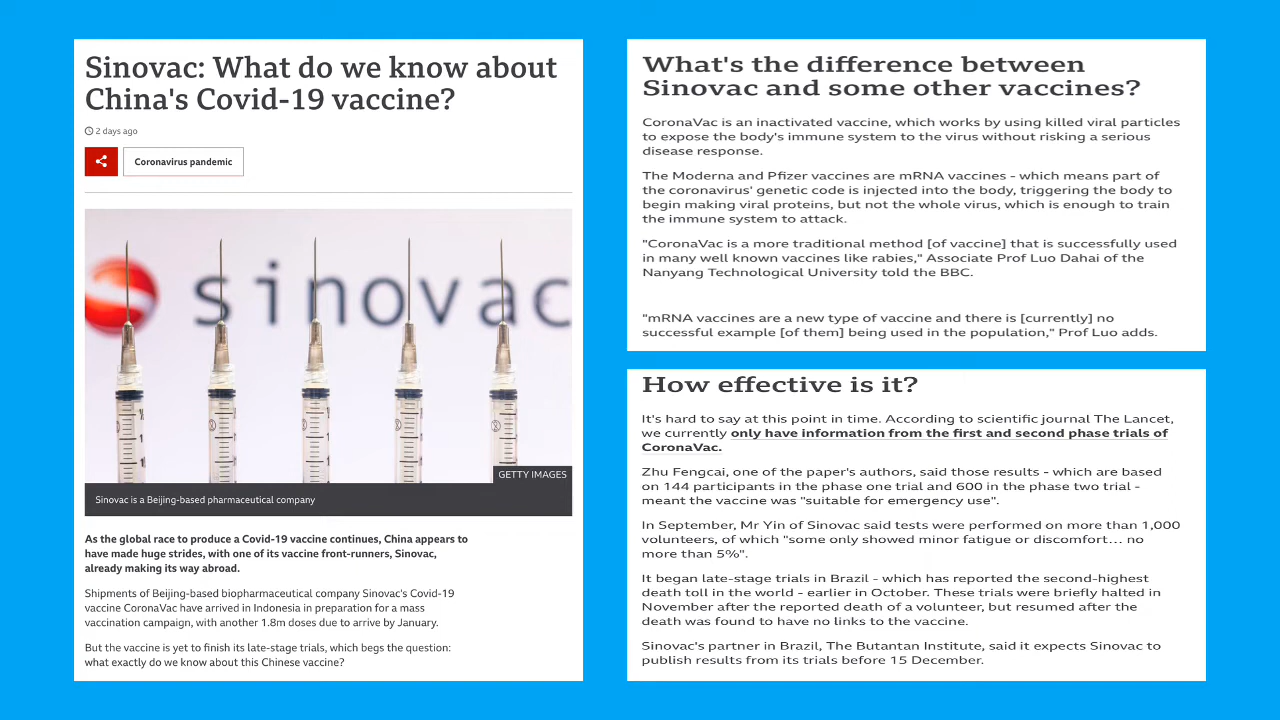 Sinovac: What do we know about
China's Covid-19 vaccine?
2 days ago
Coronavirus pandemic
sinovac
GETTY IMAGES
Sinovac is a Beijing-based pharmaceutical company
As the global race to produce a Covid-19 vaccine continues, China appears to
have made huge strides, with one of its vaccine front-runners, Sinovac,
already making its way abroad.
Shipments of Beijing-based biopharmaceutical company Sinovac's Covid-19
vaccine CoronaVac have arrived in Indonesia in preparation for a mass
vaccination campaign, with another 1.8m doses due to arrive by January.
But the vaccine is yet to finish its late-stage trials, which begs the question:
what exactly do we know about this Chinese vaccine?
What's the difference between
Sinovac and some other vaccines?
CoronaVac is an inactivated vaccine, which works by using killed viral particles
to expose the body's immune system to the virus without risking a serious
disease response.
The Moderna and Pfizer vaccines are mRNA vaccines - which means part of
the coronavirus' genetic code is injected into the body, triggering the body to
begin making viral proteins, but not the whole virus, which is enough to train
the immune system to attack.
"CoronaVac is a more traditional method [of vaccine] that is successfully used
in many well known vaccines like rabies," Associate Prof Luo Dahai of the
Nanyang Technological University told the BBC.
"mRNA vaccines are a new type of vaccine and there is [currently] no
successful example [of them] being used in the population," Prof Luo adds.
How effective is it?
It's hard to say at this point in time. According to scientific journal The Lancet,
we currently only have information from the first and second phase trials of
CoronaVac.
Zhu Fengcai, one of the paper's authors, said those results - which are based
on 144 participants in the phase one trial and 600 in the phase two trial -
meant the vaccine was "suitable for emergency use".
In September, Mr Yin of Sinovac said tests were performed on more than 1,000
volunteers, of which "some only showed minor fatigue or discomfort... no
more than 5%".
It began late-stage trials in Brazil - which has reported the second-highest
death toll in the world - earlier in October. These trials were briefly halted in
November after the reported death of a volunteer, but resumed after the
death was found to have no links to the vaccine.
Sinovac's partner in Brazil, The Butantan Institute, said it expects Sinovac to
publish results from its trials before 15 December.